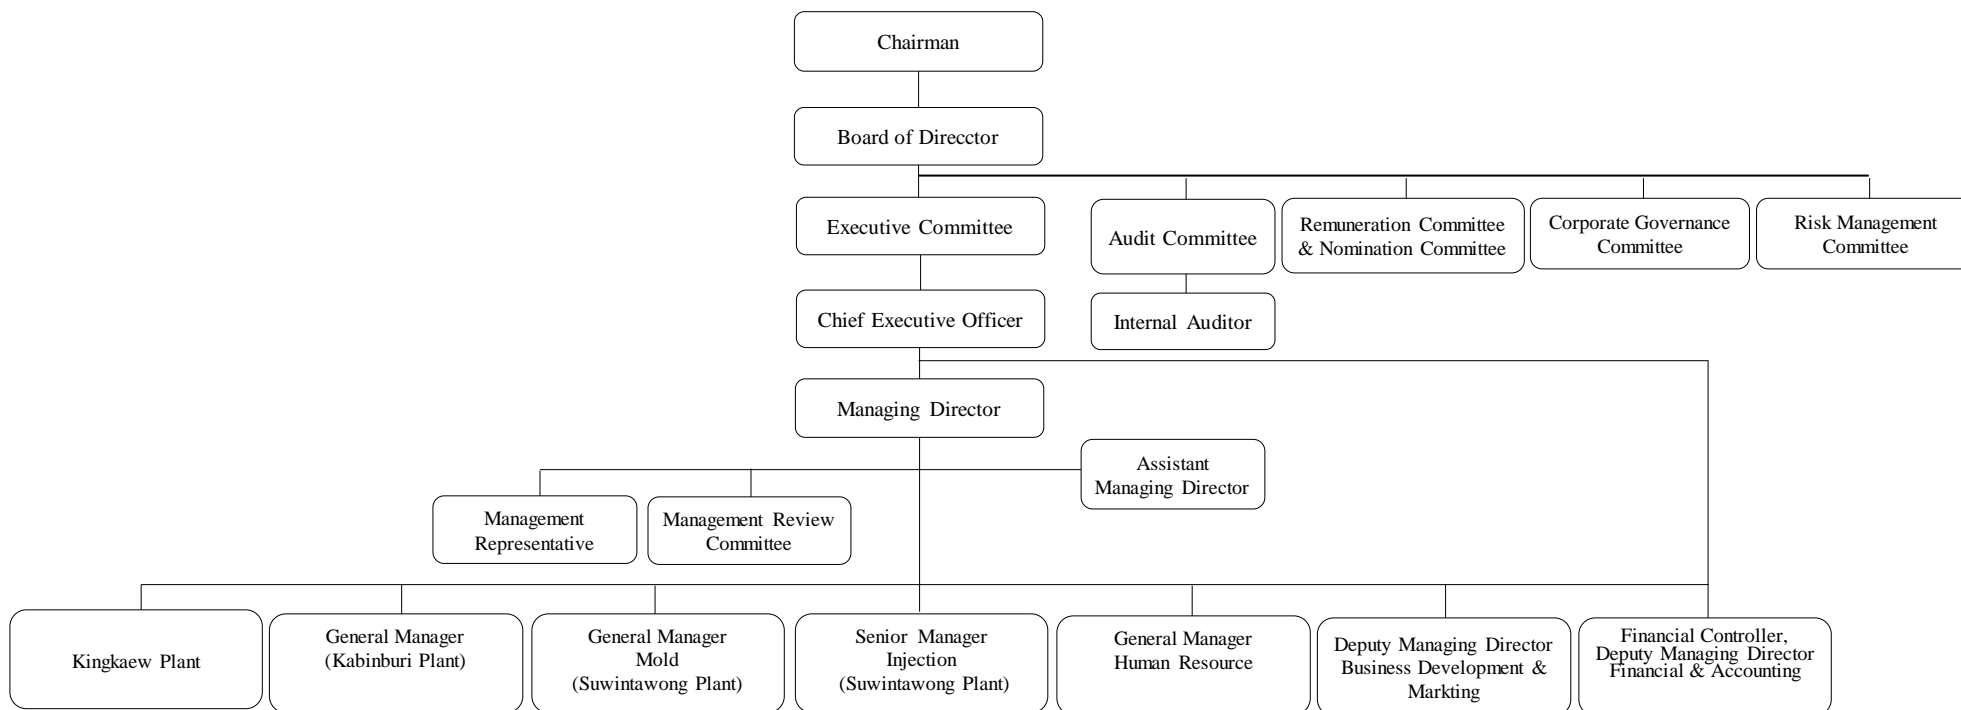 Chairman
Board of Direcctor
Executive Committee
Audit Committee
Remuneration Committee
& Nomination Committee
Corporate Governance
Committee
Risk Management
Committee
Chief Executive Officer
Internal Auditor
Managing Director
Assistant
Managing Director
Management
Representative
Management Review
Committee
Kingkaew Plant
General Manager
(Kabinburi Plant)
General Manager
Mold
(Suwintawong Plant)
Senior Manager
Injection
(Suwintawong Plant)
General Manager
Human Resource
Deputy Managing Director
Business Development &
Markting
Financial Controller,
Deputy Managing Director
Financial & Accounting